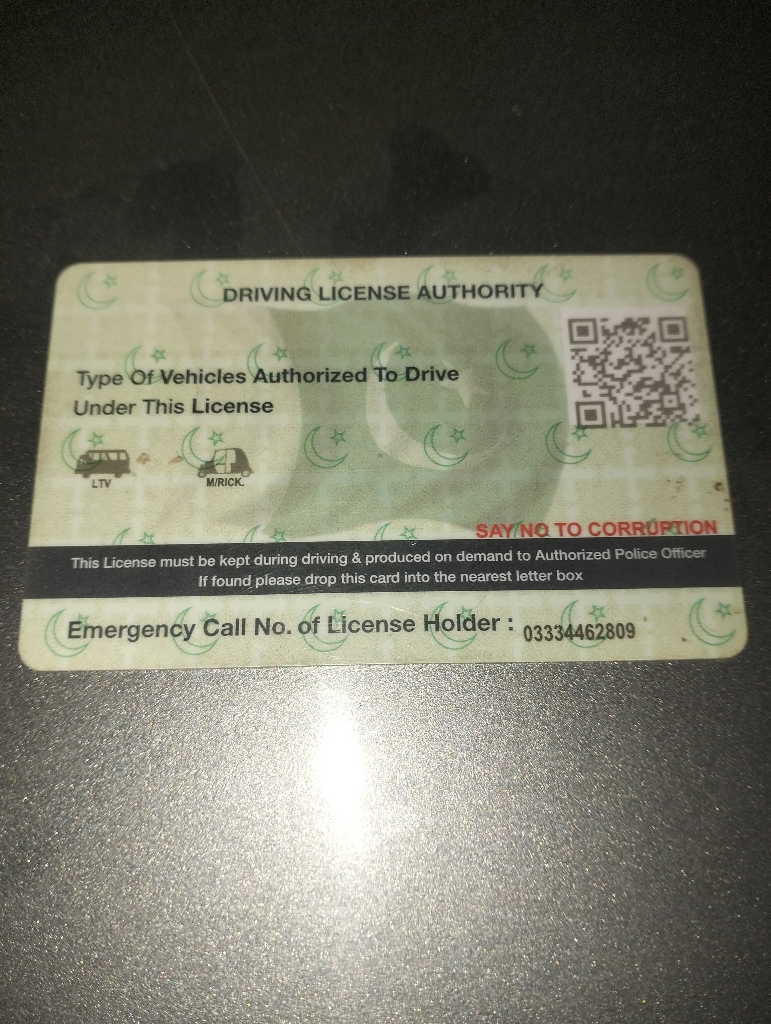 DRIVING LICENSE AUTHORITY
Type Of Vehicles Authorized To Drive
Under This License
LTV M/RICK.
SAY NO TO CORRUPTION
This License must be kept during driving & produced on demand to Authorized Police Officer
If found please drop this card into the nearest letter box
Emergency Call No. of License Holder : 03334462809